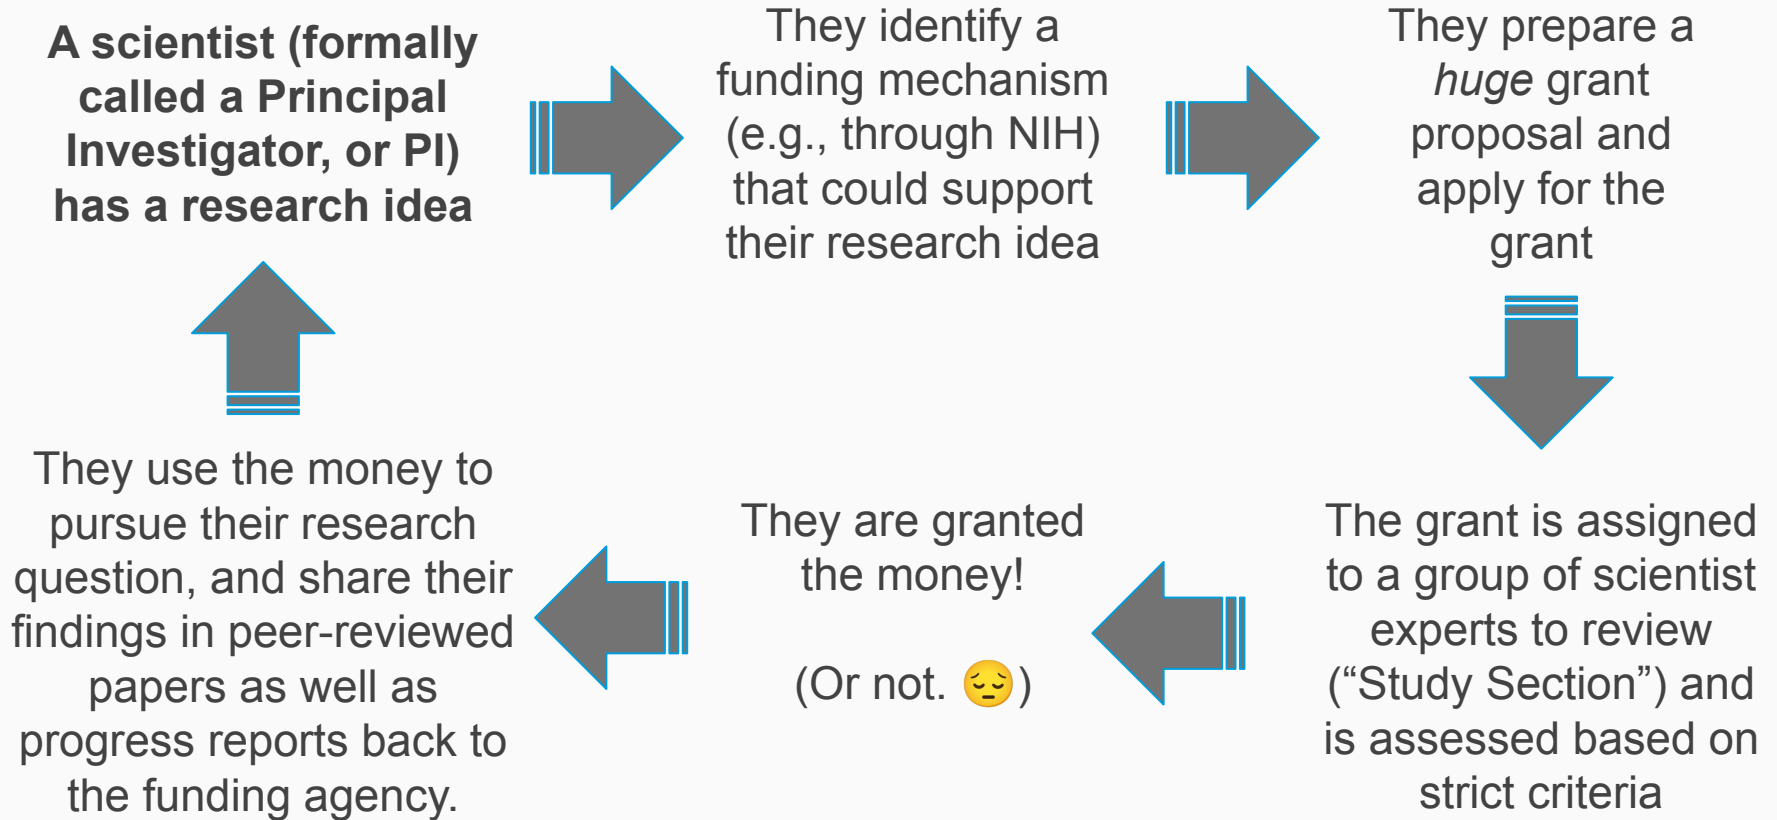 A scientist (formally
called a Principal
Investigator, or PI)
has a research idea
They identify a
funding mechanism
(e.g., through NIH)
that could support
their research idea
They prepare a
huge grant
proposal and
apply for the
grant
The grant is assigned
to a group of scientist
experts to review
(“Study Section”) and
is assessed based on
strict criteria
They are granted
the money!
(Or not. 😔)
They use the money to
pursue their research
question, and share their
findings in peer-reviewed
papers as well as
progress reports back to
the funding agency.